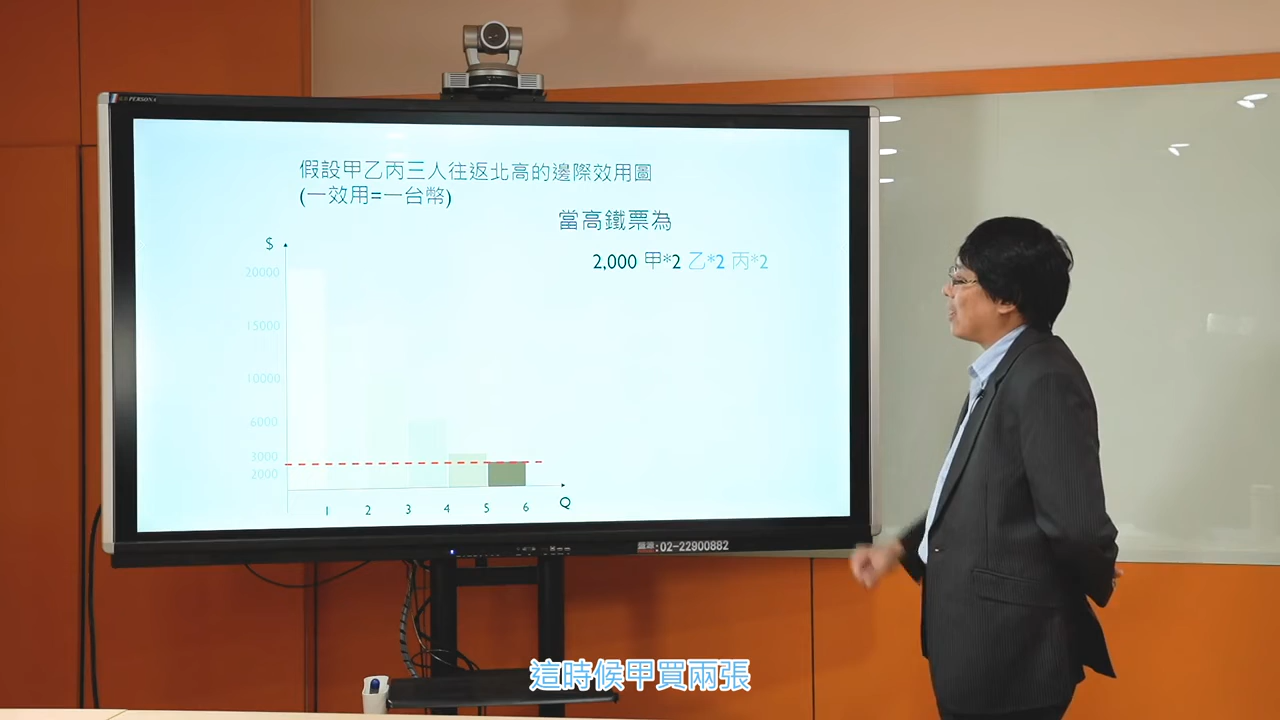 PERSONA
假設甲乙丙三人往返北高的邊際效用圖
(一效用=一台幣)
當高鐵票為
2,000 甲*2 乙*2 丙*2
$
20000
15000
10000
6000
3000
2000
1 2 3 4 5 6 Q
:02-22900882
這時候甲買兩張